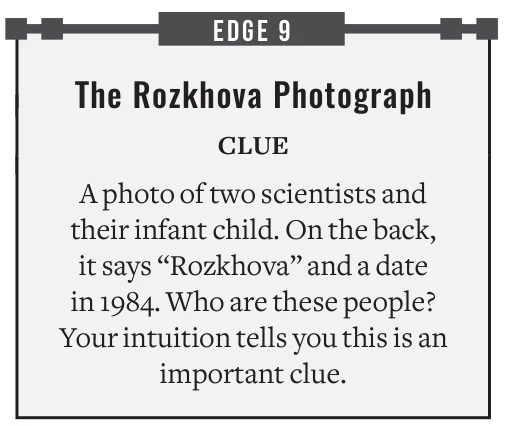 EDGE 9
The Rozkhova Photograph
CLUE
A photo of two scientists and
their infant child. On the back,
it says “Rozkhova” and a date
in 1984. Who are these people?
Your intuition tells you this is an
important clue.